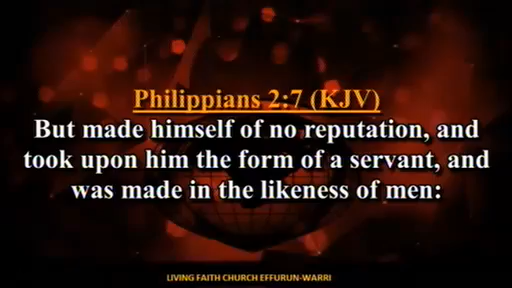 Philippians 2:7 (KJV)
But made himself of no reputation, and
took upon him the form of a servant, and
was made in the likeness of men:
LIVING FAITH CHURCH EFFURUN-WARRI